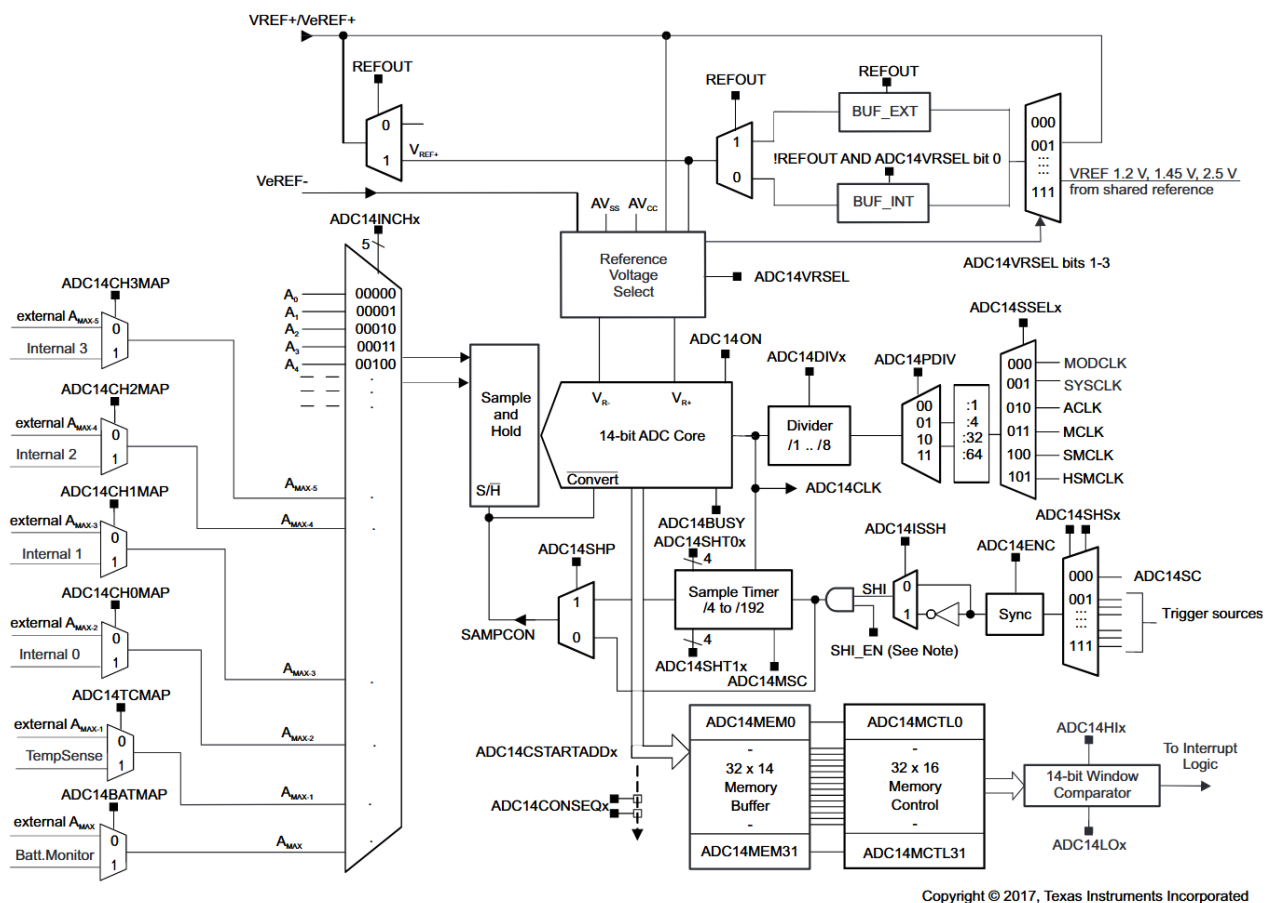 VREF+/VeREF+
REFOUT
0
1
VREF+
REFOUT
1
0
REFOUT
BUF_EXT
!REFOUT AND ADC14VRSEL bit 0
BUF_INT
000
001
:::
:::
111
VREF 1.2 V, 1.45 V, 2.5 V
from shared reference
ADC14VRSEL bits 1-3
VeREF-
AVSS
AVCC
Reference
Voltage
Select
ADC14VRSEL
ADC14INCHx
5
A0
00000
A1
00001
A2
00010
A3
00011
A4
00100
ADC14CH3MAP
external AMAX-5
0
Internal 3
1
ADC14CH2MAP
external AMAX-4
0
Internal 2
1
ADC14CH1MAP
external AMAX-3
0
Internal 1
1
ADC14CH0MAP
external AMAX-2
0
Internal 0
1
ADC14TCMAP
external AMAX-1
0
TempSense
1
ADC14BATMAP
external AMAX
0
Batt.Monitor
1
AMAX-5
AMAX-4
AMAX-3
AMAX-2
AMAX-1
AMAX
Sample
and
Hold
S/H
ADC14ON
VR-
VR+
14-bit ADC Core
Convert
ADC14BUSY
ADC14DIVx
Divider
/1 .. /8
ADC14CLK
ADC14PDIV
00
01
10
11
:1
:4
:32
:64
ADC14SSELx
000
MODCLK
001
SYSCLK
010
ACLK
011
MCLK
100
SMCLK
101
HSMCLK
ADC14SHP
1
0
SAMPCON
ADC14SHT0x
4
Sample Timer
/4 to /192
4
ADC14SHT1x
ADC14MSC
SHI
SHI_EN (See Note)
ADC14ISSH
0
1
ADC14ENC
Sync
ADC14SHSx
000
ADC14SC
001
:::
:::
111
Trigger sources
ADC14CSTARTADDx
ADC14CONSEQx
ADC14MEM0
-
32 x 14
Memory
Buffer
-
ADC14MEM31
ADC14MCTL0
-
32 x 16
Memory
Control
-
ADC14MCTL31
ADC14HIx
14-bit Window
Comparator
ADC14LOx
To Interrupt
Logic
Copyright © 2017, Texas Instruments Incorporated